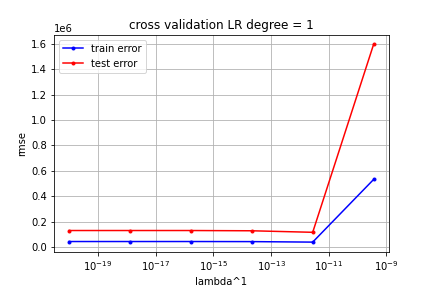 cross validation LR degree = 1
1e6
train error
test error
1.6
1.4
1.2
1.0
0.8
0.6
0.4
0.2
0.0
rmse
10⁻¹⁹ 10⁻¹⁷ 10⁻¹⁵ 10⁻¹³ 10⁻¹¹ 10⁻⁹
lambda^1